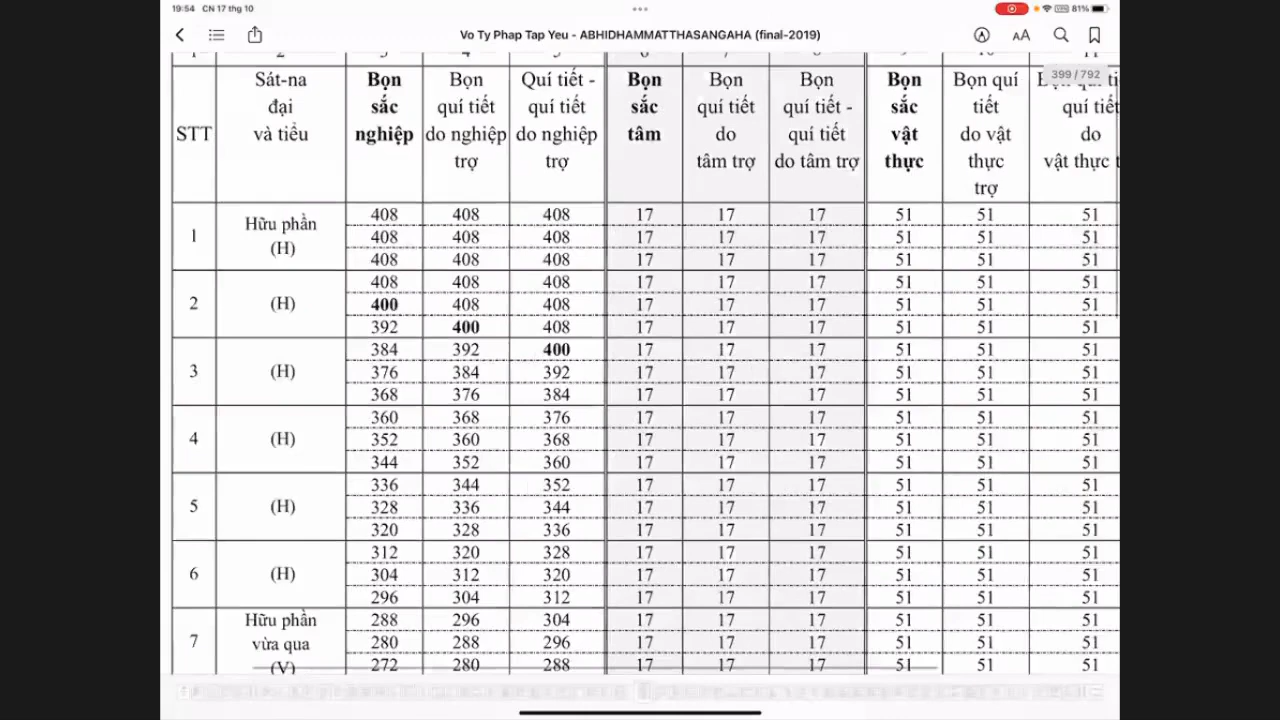 19:54 CN 17 thg 10
81%
Vo Ty Phap Tap Yeu - ABHIDHAMMATTHASANGAHA (final-2019)
AA
399 / 792
STT
Sát-na đại và tiểu
Bọn sắc nghiệp
Bọn quí tiết do nghiệp trợ
Quí tiết - quí tiết do nghiệp trợ
Bọn sắc tâm
Bọn quí tiết do tâm trợ
Bọn quí tiết - quí tiết do tâm trợ
Bọn sắc vật thực
Bọn quí tiết do vật thực trợ
quí tiết do vật thực
1 Hữu phần (H)
408 408 408 17 17 17 51 51 51
408 408 408 17 17 17 51 51 51
408 408 408 17 17 17 51 51 51
2 (H)
408 408 408 17 17 17 51 51 51
400 408 408 17 17 17 51 51 51
392 400 408 17 17 17 51 51 51
3 (H)
384 392 400 17 17 17 51 51 51
376 384 392 17 17 17 51 51 51
368 376 384 17 17 17 51 51 51
4 (H)
360 368 376 17 17 17 51 51 51
352 360 368 17 17 17 51 51 51
344 352 360 17 17 17 51 51 51
5 (H)
336 344 352 17 17 17 51 51 51
328 336 344 17 17 17 51 51 51
320 328 336 17 17 17 51 51 51
6 (H)
312 320 328 17 17 17 51 51 51
304 312 320 17 17 17 51 51 51
296 304 312 17 17 17 51 51 51
7 Hữu phần vừa qua (V)
288 296 304 17 17 17 51 51 51
280 288 296 17 17 17 51 51 51
272 280 288 17 17 17 51 51 51